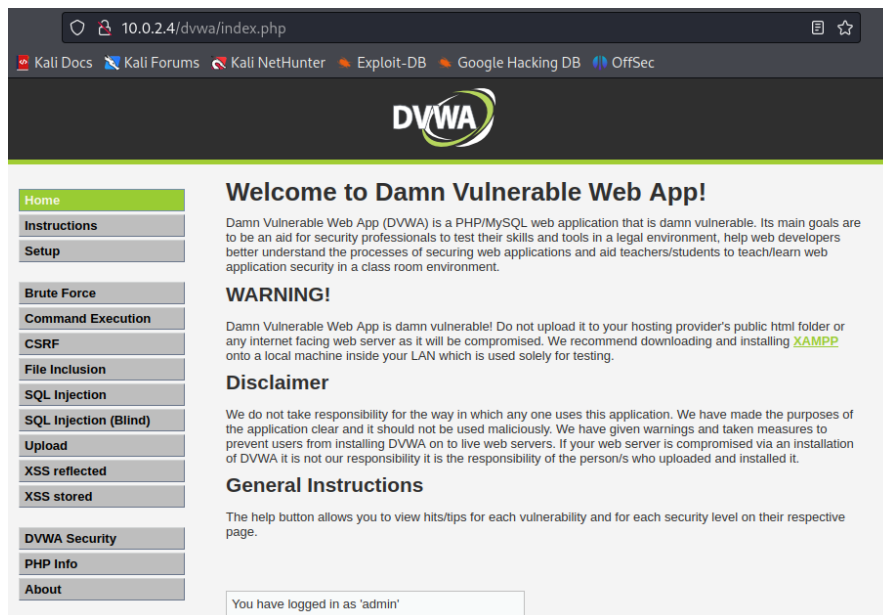 10.0.2.4/dvwa/index.php
Kali Docs Kali Forums Kali NetHunter Exploit-DB Google Hacking DB OffSec
DVWA
Home
Instructions
Setup
Brute Force
Command Execution
CSRF
File Inclusion
SQL Injection
SQL Injection (Blind)
Upload
XSS reflected
XSS stored
DVWA Security
PHP Info
About
Welcome to Damn Vulnerable Web App!
Damn Vulnerable Web App (DVWA) is a PHP/MySQL web application that is damn vulnerable. Its main goals are
to be an aid for security professionals to test their skills and tools in a legal environment, help web developers
better understand the processes of securing web applications and aid teachers/students to teach/learn web
application security in a class room environment.
WARNING!
Damn Vulnerable Web App is damn vulnerable! Do not upload it to your hosting provider's public html folder or
any internet facing web server as it will be compromised. We recommend downloading and installing XAMPP
onto a local machine inside your LAN which is used solely for testing.
Disclaimer
We do not take responsibility for the way in which any one uses this application. We have made the purposes of
the application clear and it should not be used maliciously. We have given warnings and taken measures to
prevent users from installing DVWA on to live web servers. If your web server is compromised via an installation
of DVWA it is not our responsibility it is the responsibility of the person/s who uploaded and installed it.
General Instructions
The help button allows you to view hits/tips for each vulnerability and for each security level on their respective
page.
You have logged in as 'admin'